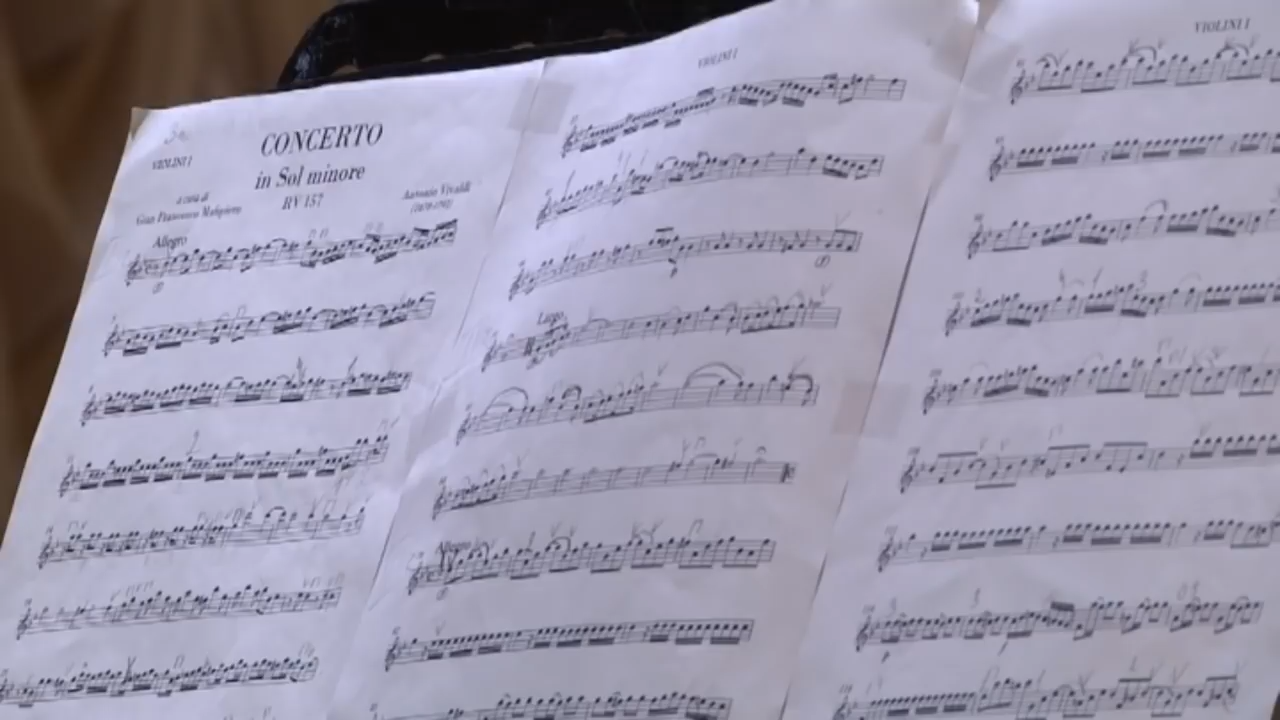 VIOLINI I
CONCERTO
in Sol minore
RV 157
a cura di
Gian Francesco Malipiero
Antonio Vivaldi
Allegro
VIOLINI I
Largo
Allegro
VIOLINI I